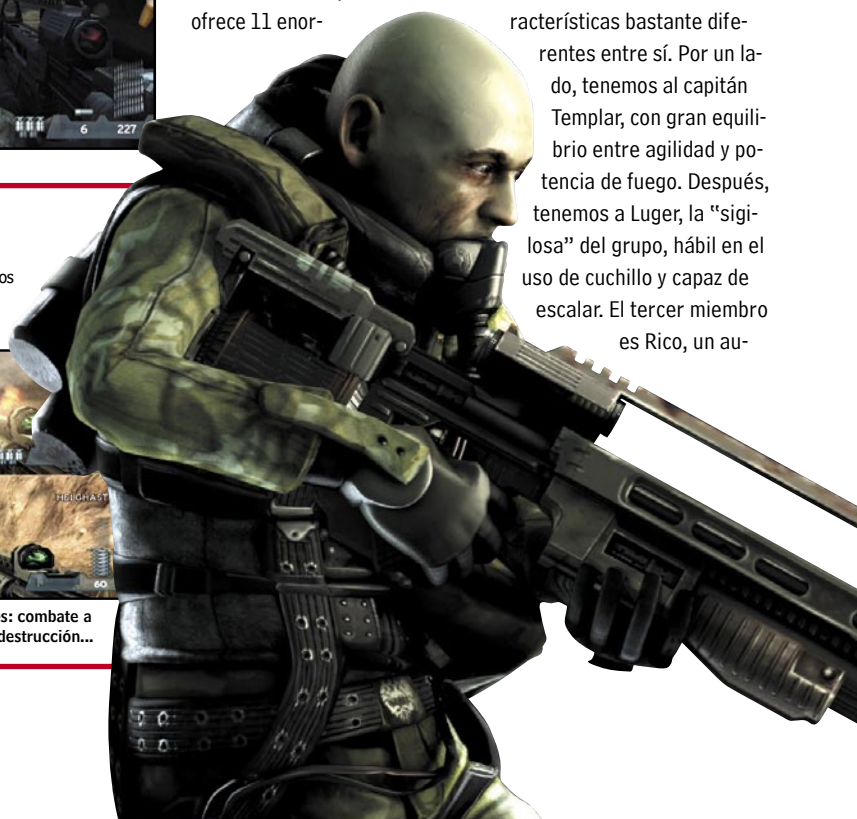 ofrece 11 enor-
racterísticas bastante dife-
rentes entre sí. Por un la-
do, tenemos al capitán
Templar, con gran equili-
brio entre agilidad y po-
tencia de fuego. Después,
tenemos a Luger, la “sigi-
losa” del grupo, hábil en el
uso de cuchillo y capaz de
escalar. El tercer miembro
es Rico, un au-
6 227
os
HELGHAST
60
s: combate a
destrucción...